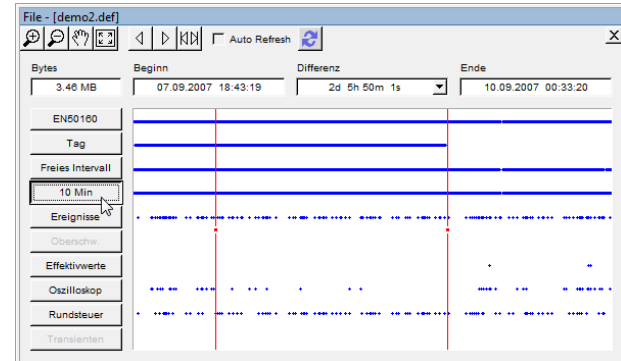 File - [demo2.def]
Auto Refresh
X
Bytes Beginn Differenz Ende
3.46 MB 07.09.2007 18:43:19 2d 5h 50m 1s 10.09.2007 00:33:20
EN50160
Tag
Freies Intervall
10 Min
Ereignisse
Oberschw.
Effektivwerte
Oszilloskop
Rundsteuer
Transienten